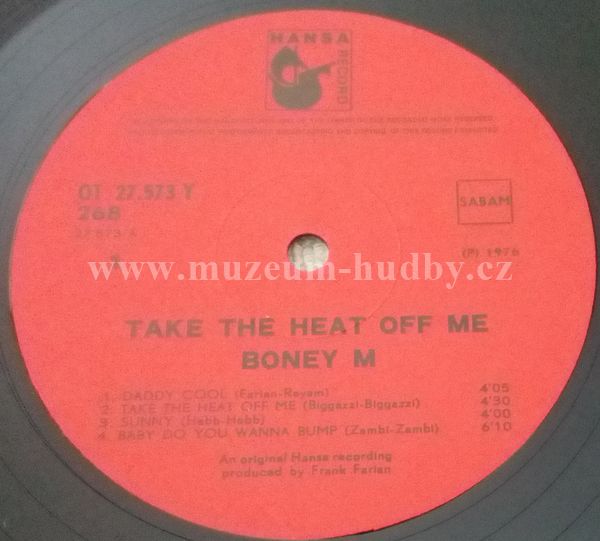 HANSA
RECORD
OT 27.573 Y
268
27 573/A
SABAM
(P) 1976
www.muzeum-hudby.cz
TAKE THE HEAT OFF ME
BONEY M
1. DADDY COOL (Farian-Reyam) 4'05
2. TAKE THE HEAT OFF ME (Biggazzi-Biggazzi) 4'30
3. SUNNY (Hebb-Hebb) 4'00
4. BABY DO YOU WANNA BUMP (Zambi-Zambi) 6'10
An original Hansa recording
produced by Frank Farian